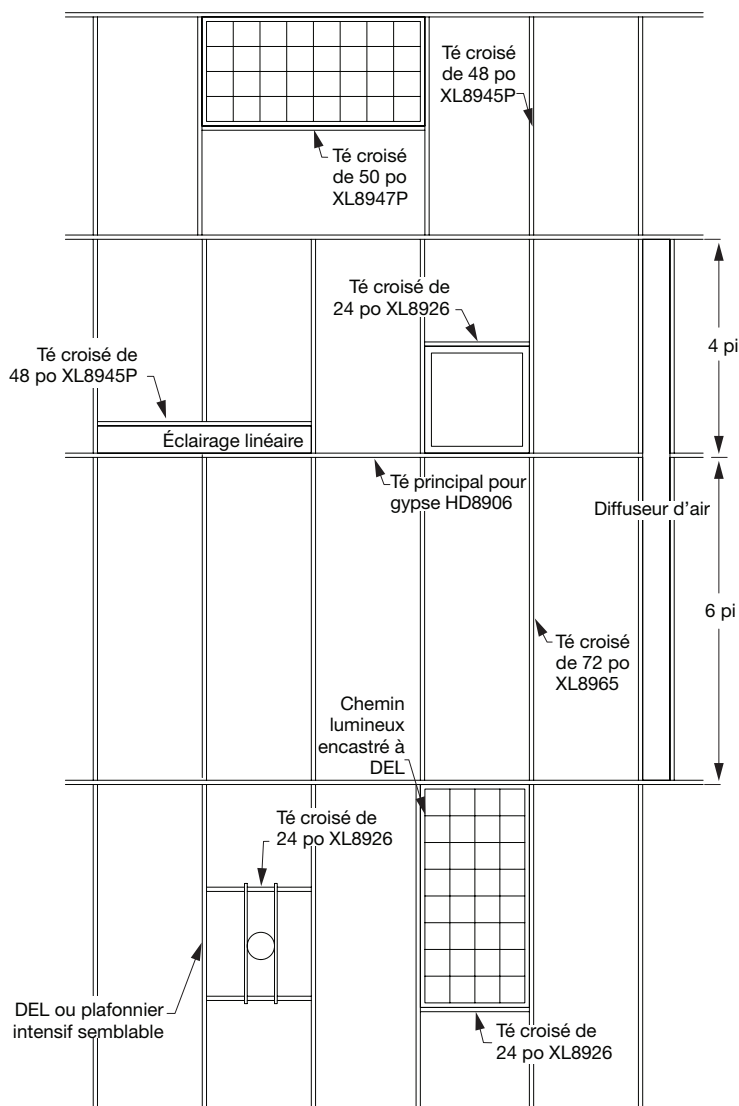 Té croisé
de 48 po
XL8945P
Té croisé
de 50 po
XL8947P
Té croisé de
24 po XL8926
4 pi
Té croisé de
48 po XL8945P
Éclairage linéaire
Té principal pour
gypse HD8906
Diffuseur d'air
6 pi
Té croisé
de 72 po
XL8965
Chemin
lumineux
encastré à
DEL
Té croisé de
24 po XL8926
DEL ou plafonnier
intensif semblable
Té croisé de
24 po XL8926